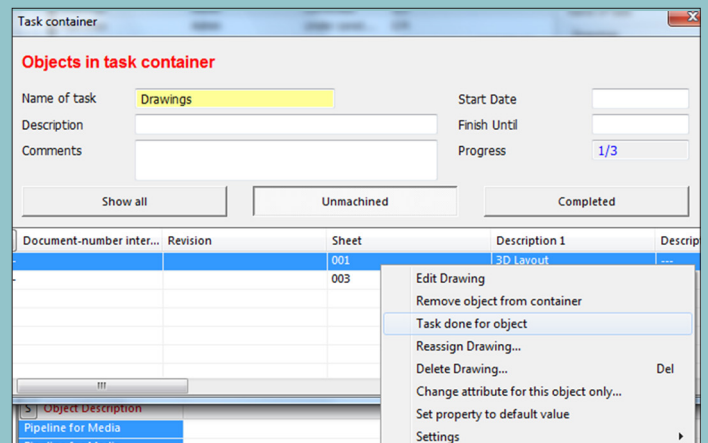 Task container
Objects in task container
Name of task Drawings Start Date
Description Finish Until
Comments Progress 1/3
Show all Unmachined Completed
Document-number inter... Revision Sheet Description 1 Descrip
001 3D Layout ---
003
Edit Drawing
Remove object from container
Task done for object
Reassign Drawing...
Delete Drawing... Del
Change attribute for this object only...
Set property to default value
Settings
S Object Description
Pipeline for Media